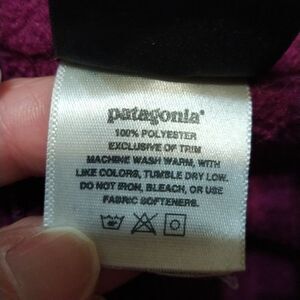 patagonia®
100% POLYESTER
EXCLUSIVE OF TRIM
MACHINE WASH WARM, WITH
LIKE COLORS, TUMBLE DRY LOW.
DO NOT IRON, BLEACH, OR USE
FABRIC SOFTENERS.